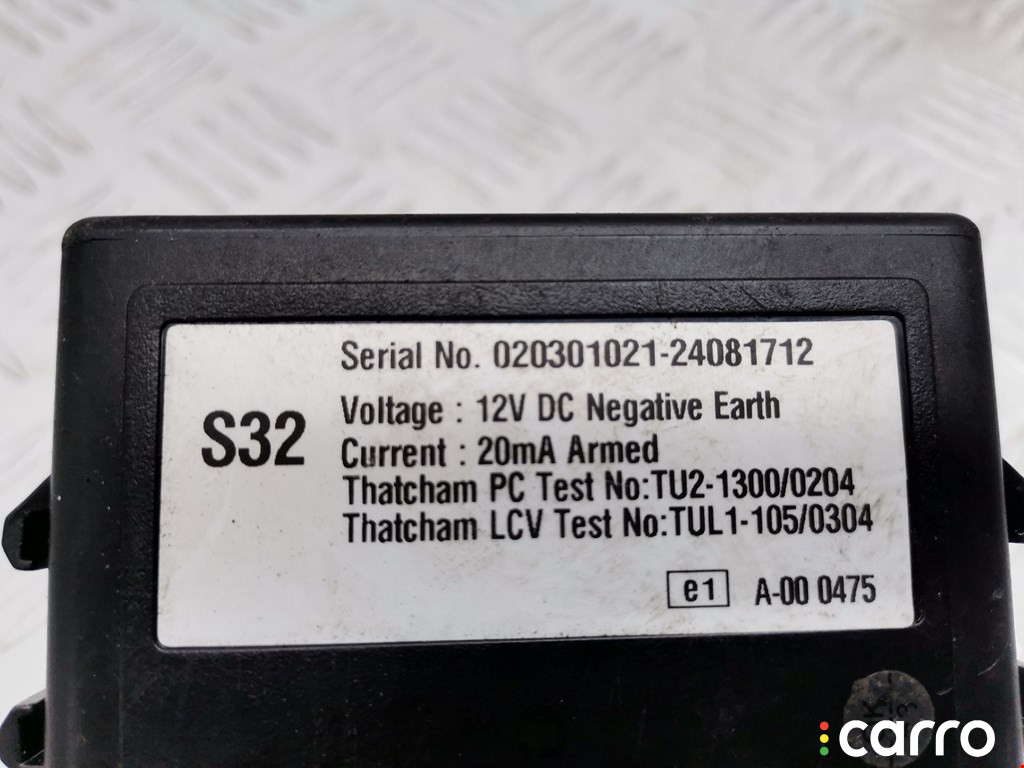 Serial No. 020301021-24081712
S32
Voltage : 12V DC Negative Earth
Current : 20mA Armed
Thatcham PC Test No:TU2-1300/0204
Thatcham LCV Test No:TUL1-105/0304
e1 A-00 0475
carro